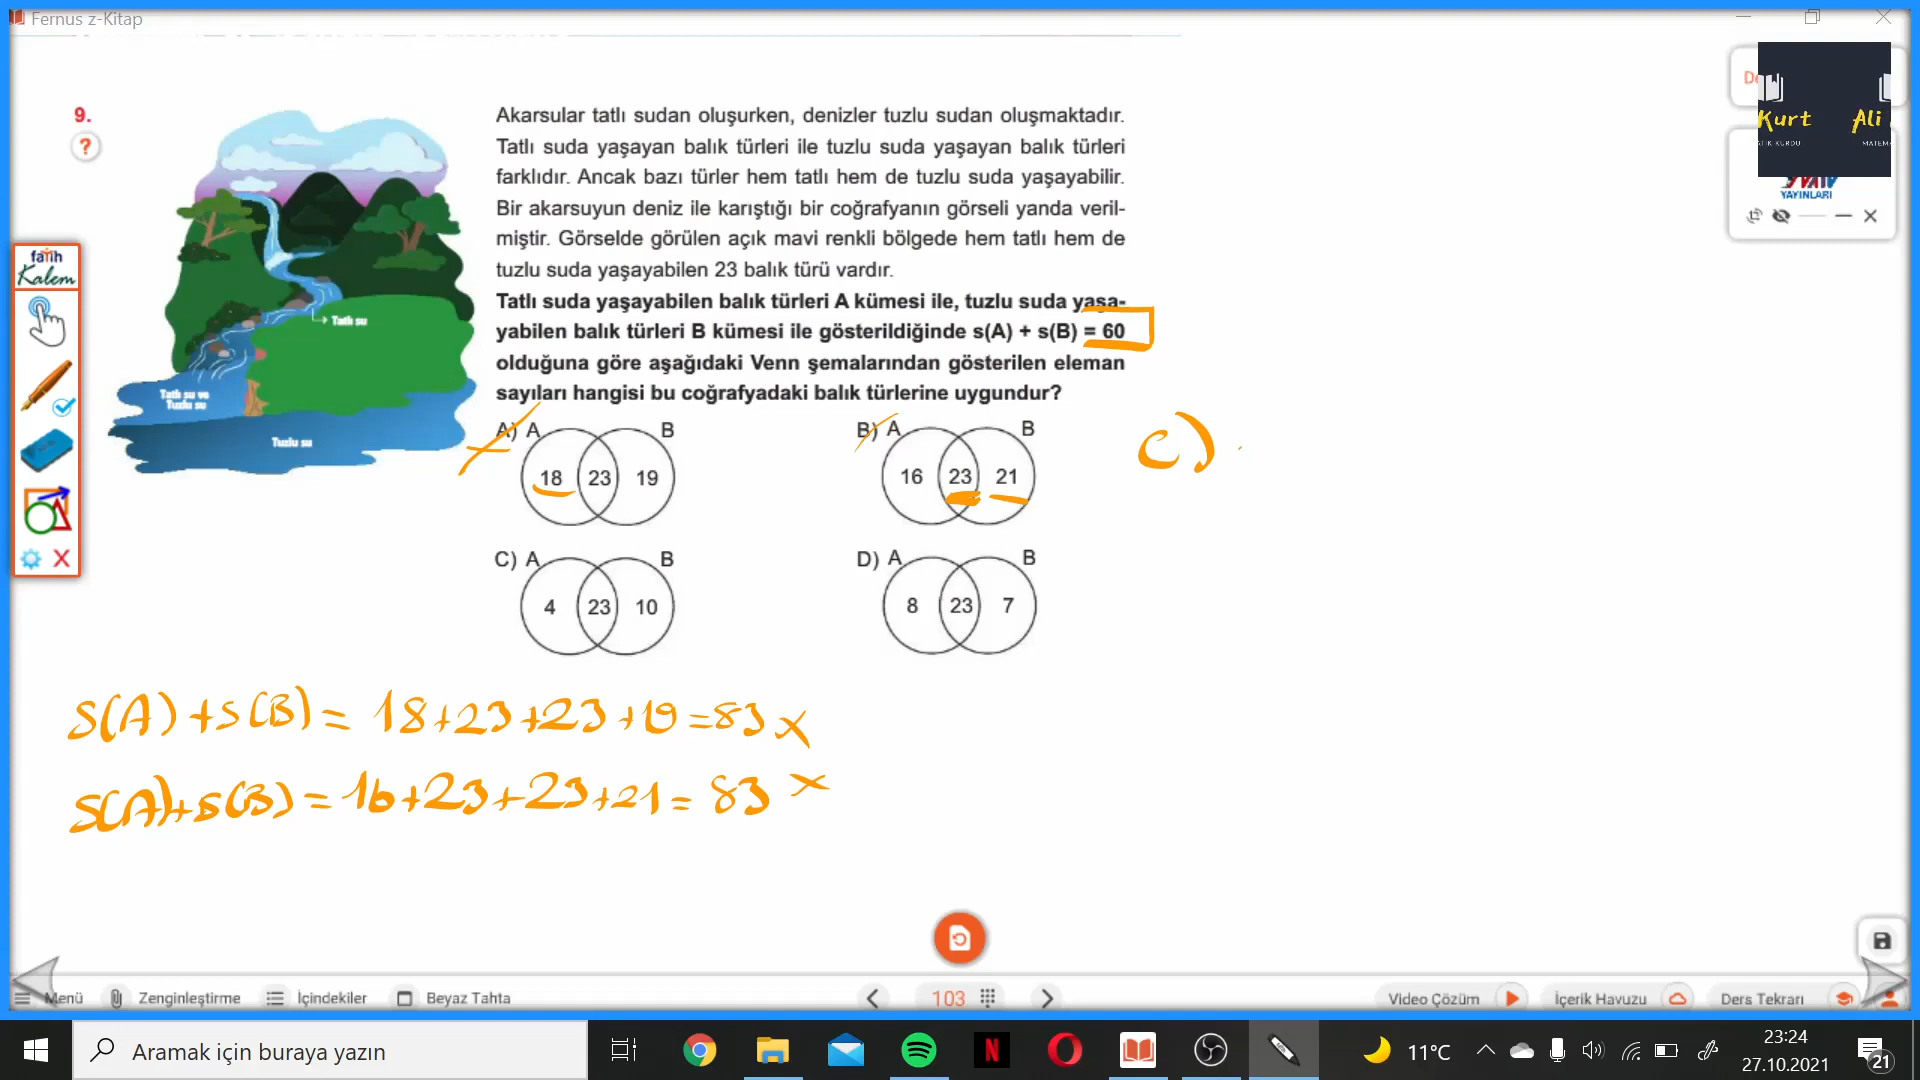 Fernus z-Kitap
9.
?
Akarsular tatlı sudan oluşurken, denizler tuzlu sudan oluşmaktadır.
Tatlı suda yaşayan balık türleri ile tuzlu suda yaşayan balık türleri
farklıdır. Ancak bazı türler hem tatlı hem de tuzlu suda yaşayabilir.
Bir akarsuyun deniz ile karıştığı bir coğrafyanın görseli yanda veril-
miştir. Görselde görülen açık mavi renkli bölgede hem tatlı hem de
tuzlu suda yaşayabilen 23 balık türü vardır.
Tatlı suda yaşayabilen balık türleri A kümesi ile, tuzlu suda yaşa-
yabilen balık türleri B kümesi ile gösterildiğinde s(A) + s(B) = 60
olduğuna göre aşağıdaki Venn şemalarından gösterilen eleman
sayıları hangisi bu coğrafyadaki balık türlerine uygundur?
Tatlı su
Tatlı su ve
Tuzlu su
Tuzlu su
A) A B
18 23 19
B) A B
16 23 21
C) A B
4 23 10
D) A B
8 23 7
C)
S(A)+S(B) = 18+23+23+19=83 x
S(A)+S(B) = 16+23+23+21= 83 x
fatih
Kalem
Kurt Ali
YAYINLARI
Menü Zenginleştirme İçindekiler Beyaz Tahta 103 Video Çözüm İçerik Havuzu Ders Tekrarı
Aramak için buraya yazın
11°C
23:24
27.10.2021
21